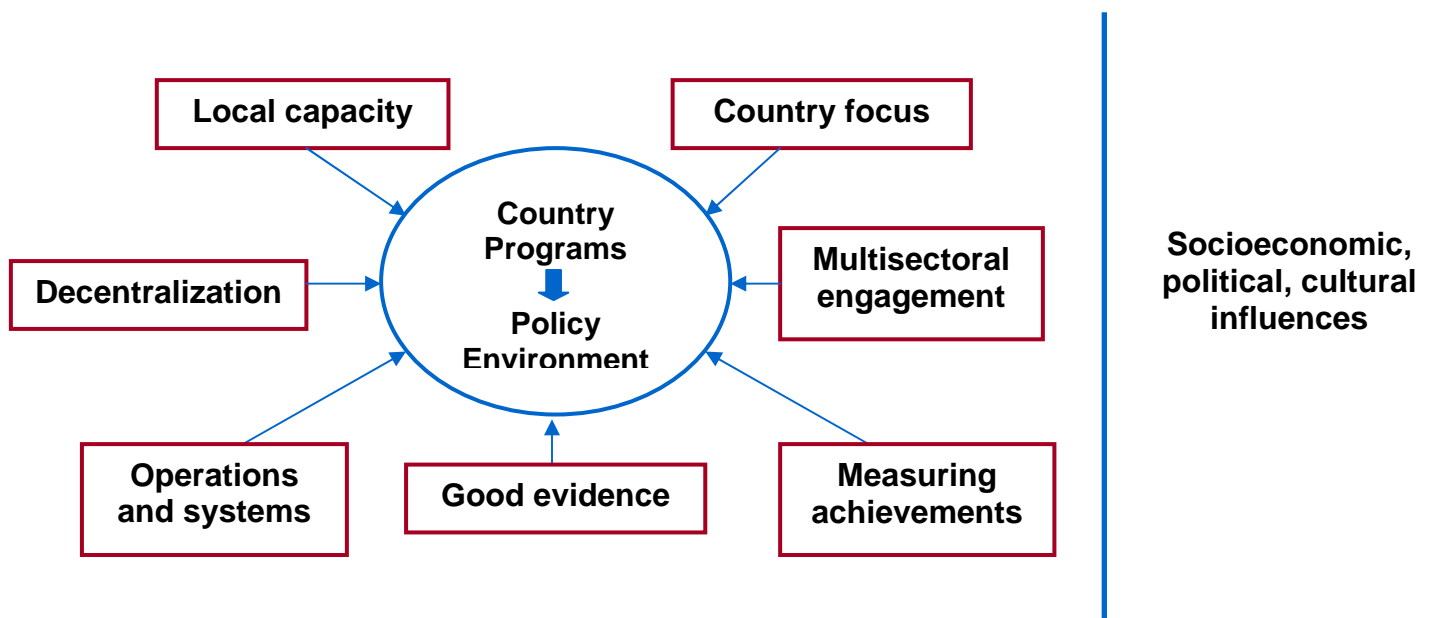 Local capacity
Country focus
Country
Programs
Policy
Environment
Decentralization
Multisectoral
engagement
Operations
and systems
Good evidence
Measuring
achievements
Socioeconomic,
political, cultural
influences